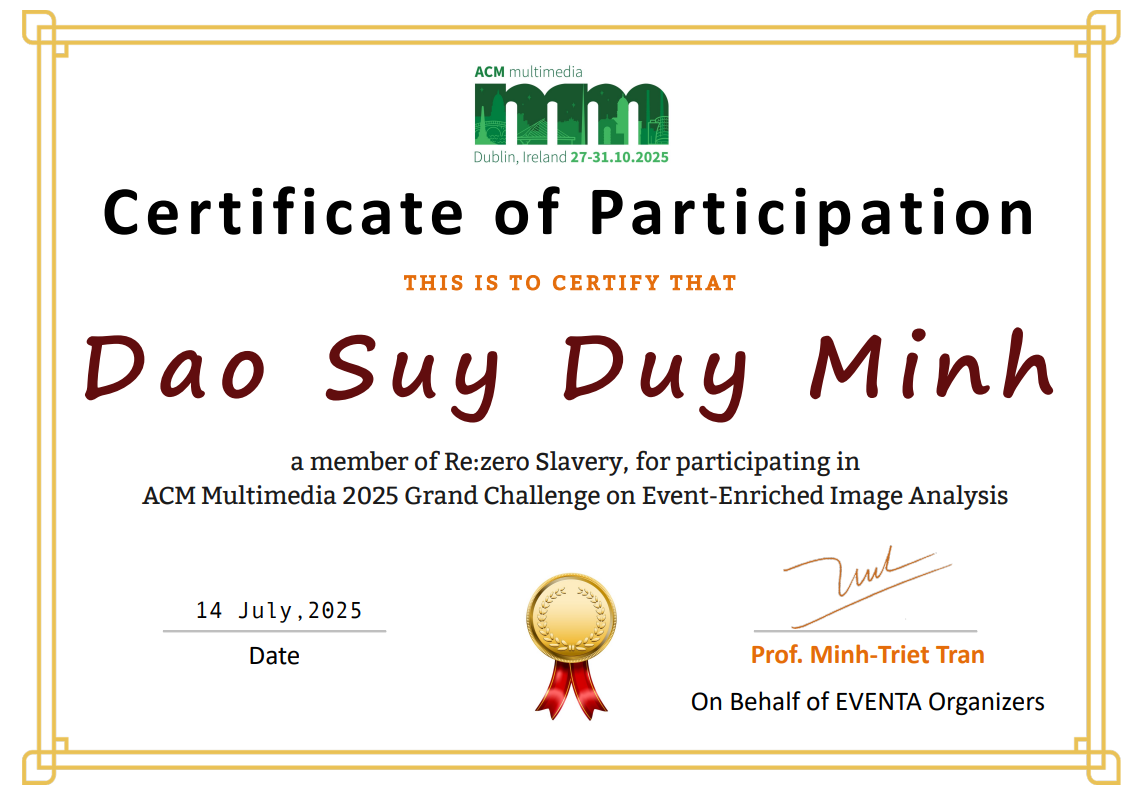 ACM multimedia
mm
Dublin, Ireland 27-31.10.2025
Certificate of Participation
THIS IS TO CERTIFY THAT
Dao Suy Duy Minh
a member of Re:zero Slavery, for participating in
ACM Multimedia 2025 Grand Challenge on Event-Enriched Image Analysis
14 July,2025
Date
Prof. Minh-Triet Tran
On Behalf of EVENTA Organizers